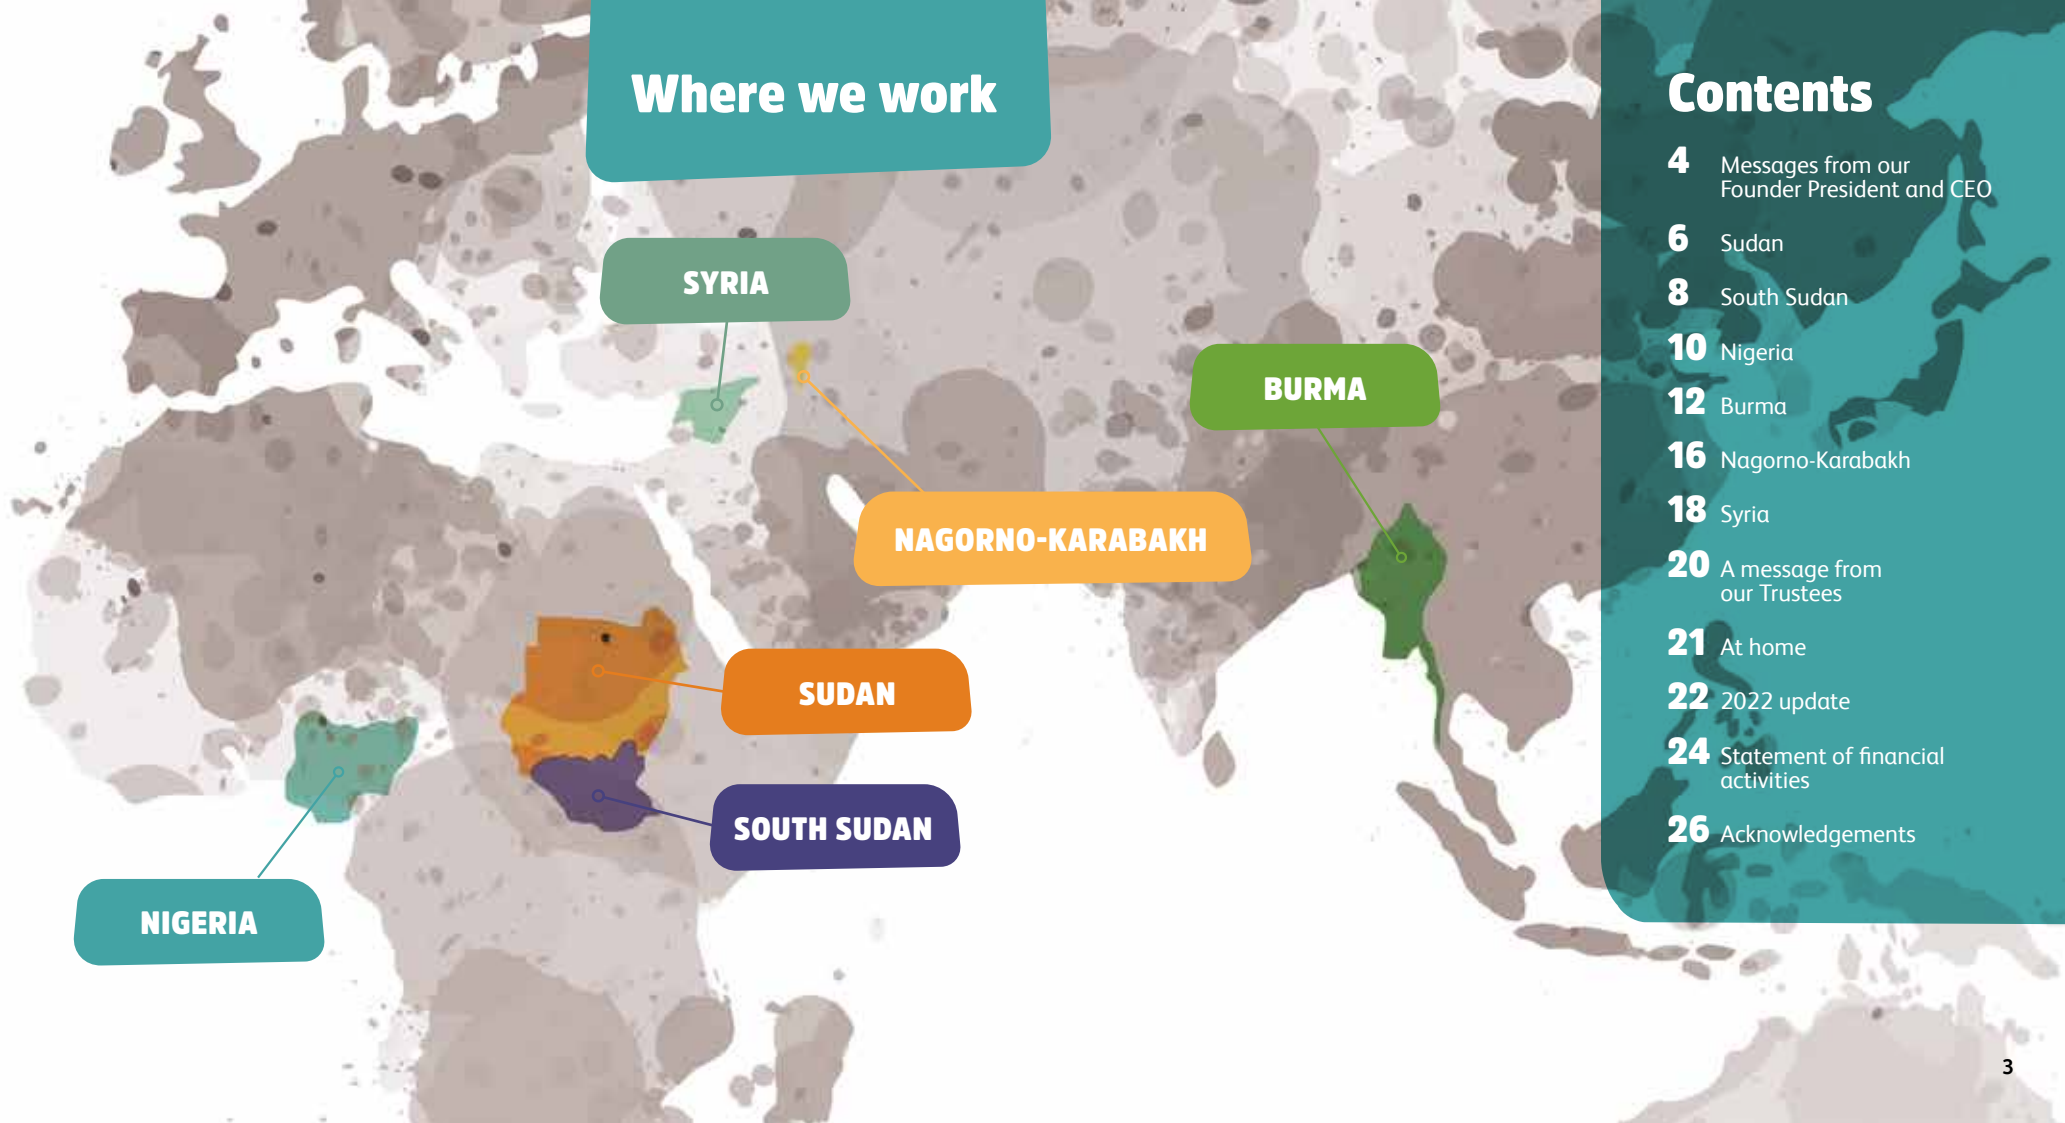 Where we work
SYRIA
BURMA
NAGORNO-KARABAKH
SUDAN
SOUTH SUDAN
NIGERIA
Contents
4 Messages from our
Founder President and CEO
6 Sudan
8 South Sudan
10 Nigeria
12 Burma
16 Nagorno-Karabakh
18 Syria
20 A message from
our Trustees
21 At home
22 2022 update
24 Statement of financial
activities
26 Acknowledgements
3